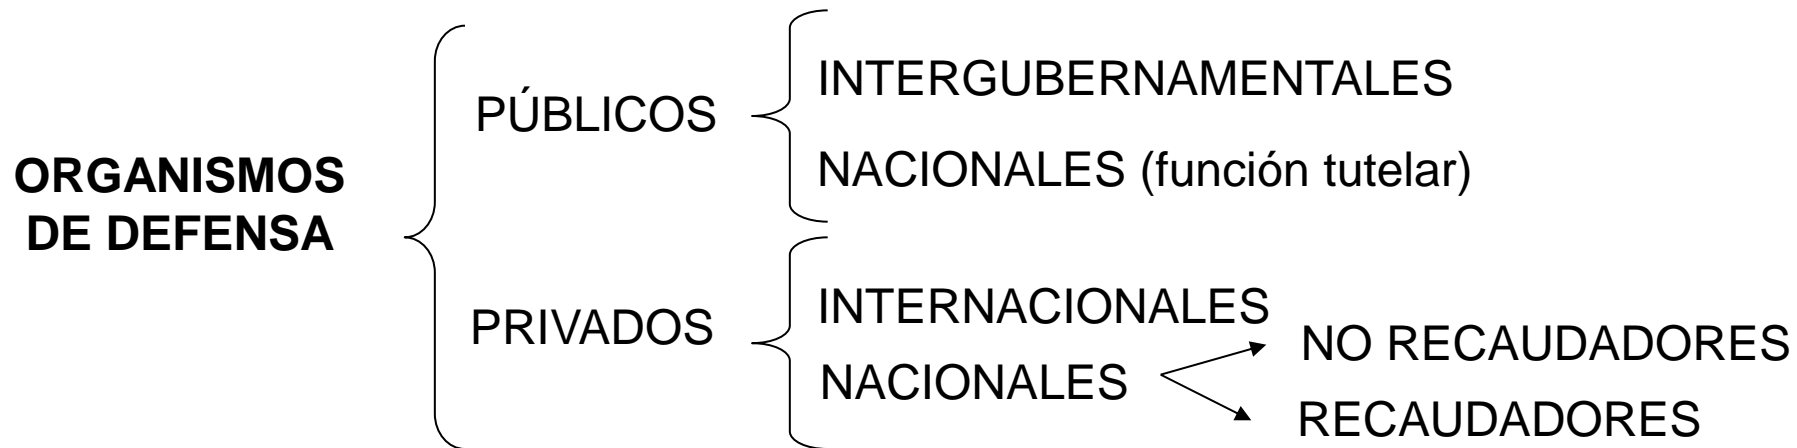 ORGANISMOS
DE DEFENSA
PÚBLICOS
INTERGUBERNAMENTALES
NACIONALES (función tutelar)
PRIVADOS
INTERNACIONALES
NACIONALES
NO RECAUDADORES
RECAUDADORES